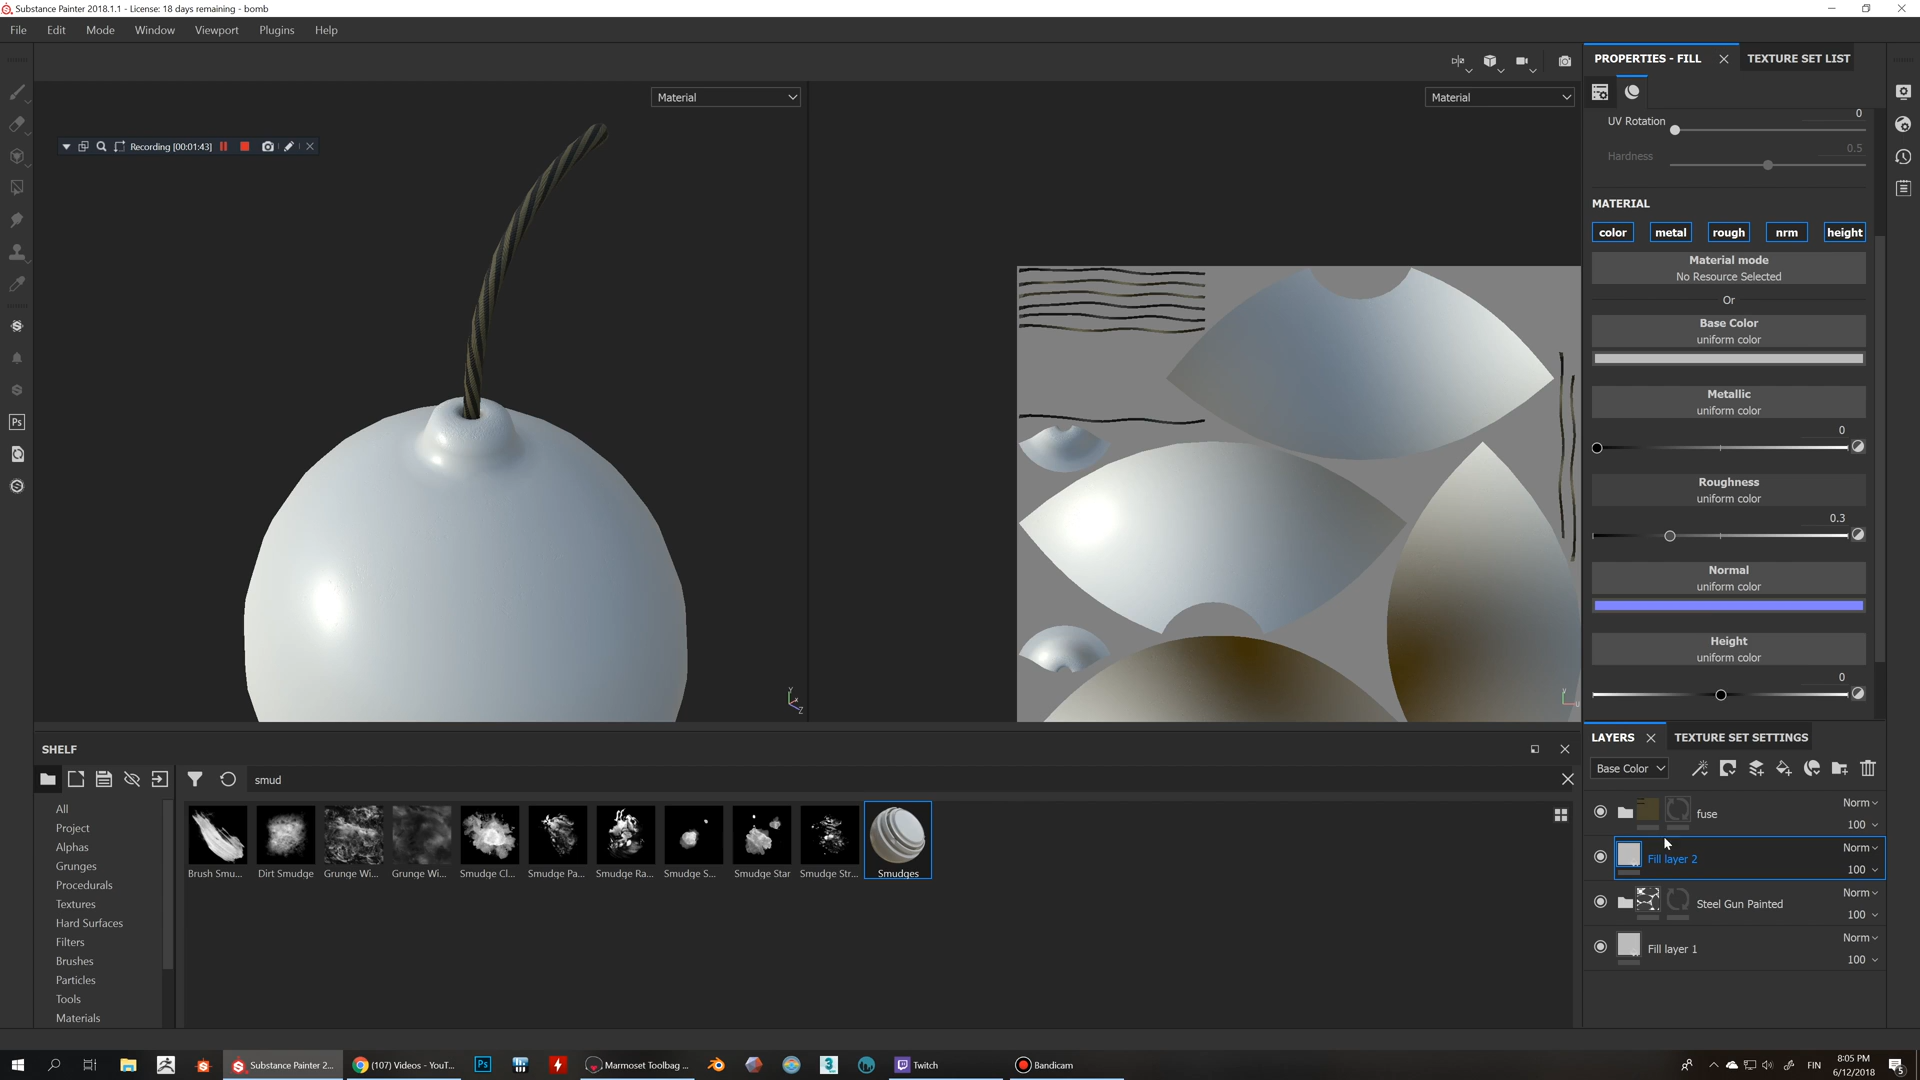 Substance Painter 2018.1.1 - License: 18 days remaining - bomb
File Edit Mode Window Viewport Plugins Help
PROPERTIES - FILL
TEXTURE SET LIST
Material
Material
Recording [00:01:43]
UV Rotation 0
Hardness 0.5
MATERIAL
color metal rough nrm height
Material mode
No Resource Selected
Or
Base Color
uniform color
Metallic
uniform color
0
Roughness
uniform color
0.3
Normal
uniform color
Height
uniform color
0
LAYERS
TEXTURE SET SETTINGS
Base Color
fuse
Norm
100
Fill layer 2
Norm
100
Steel Gun Painted
Norm
100
Fill layer 1
Norm
100
SHELF
smud
All
Project
Alphas
Grunges
Procedurals
Textures
Hard Surfaces
Filters
Brushes
Particles
Tools
Materials
Brush Smu... Dirt Smudge Grunge Wi... Grunge Wi... Smudge Cl... Smudge Pa... Smudge Ra... Smudge S... Smudge Star Smudge Str... Smudges
Y
X
Z
Y
U
Ps
Substance Painter 2...
(107) Videos - YouT...
Ps
3
Marmoset Toolbag ...
Twitch
Bandicam
FIN
8:05 PM
6/12/2018
5